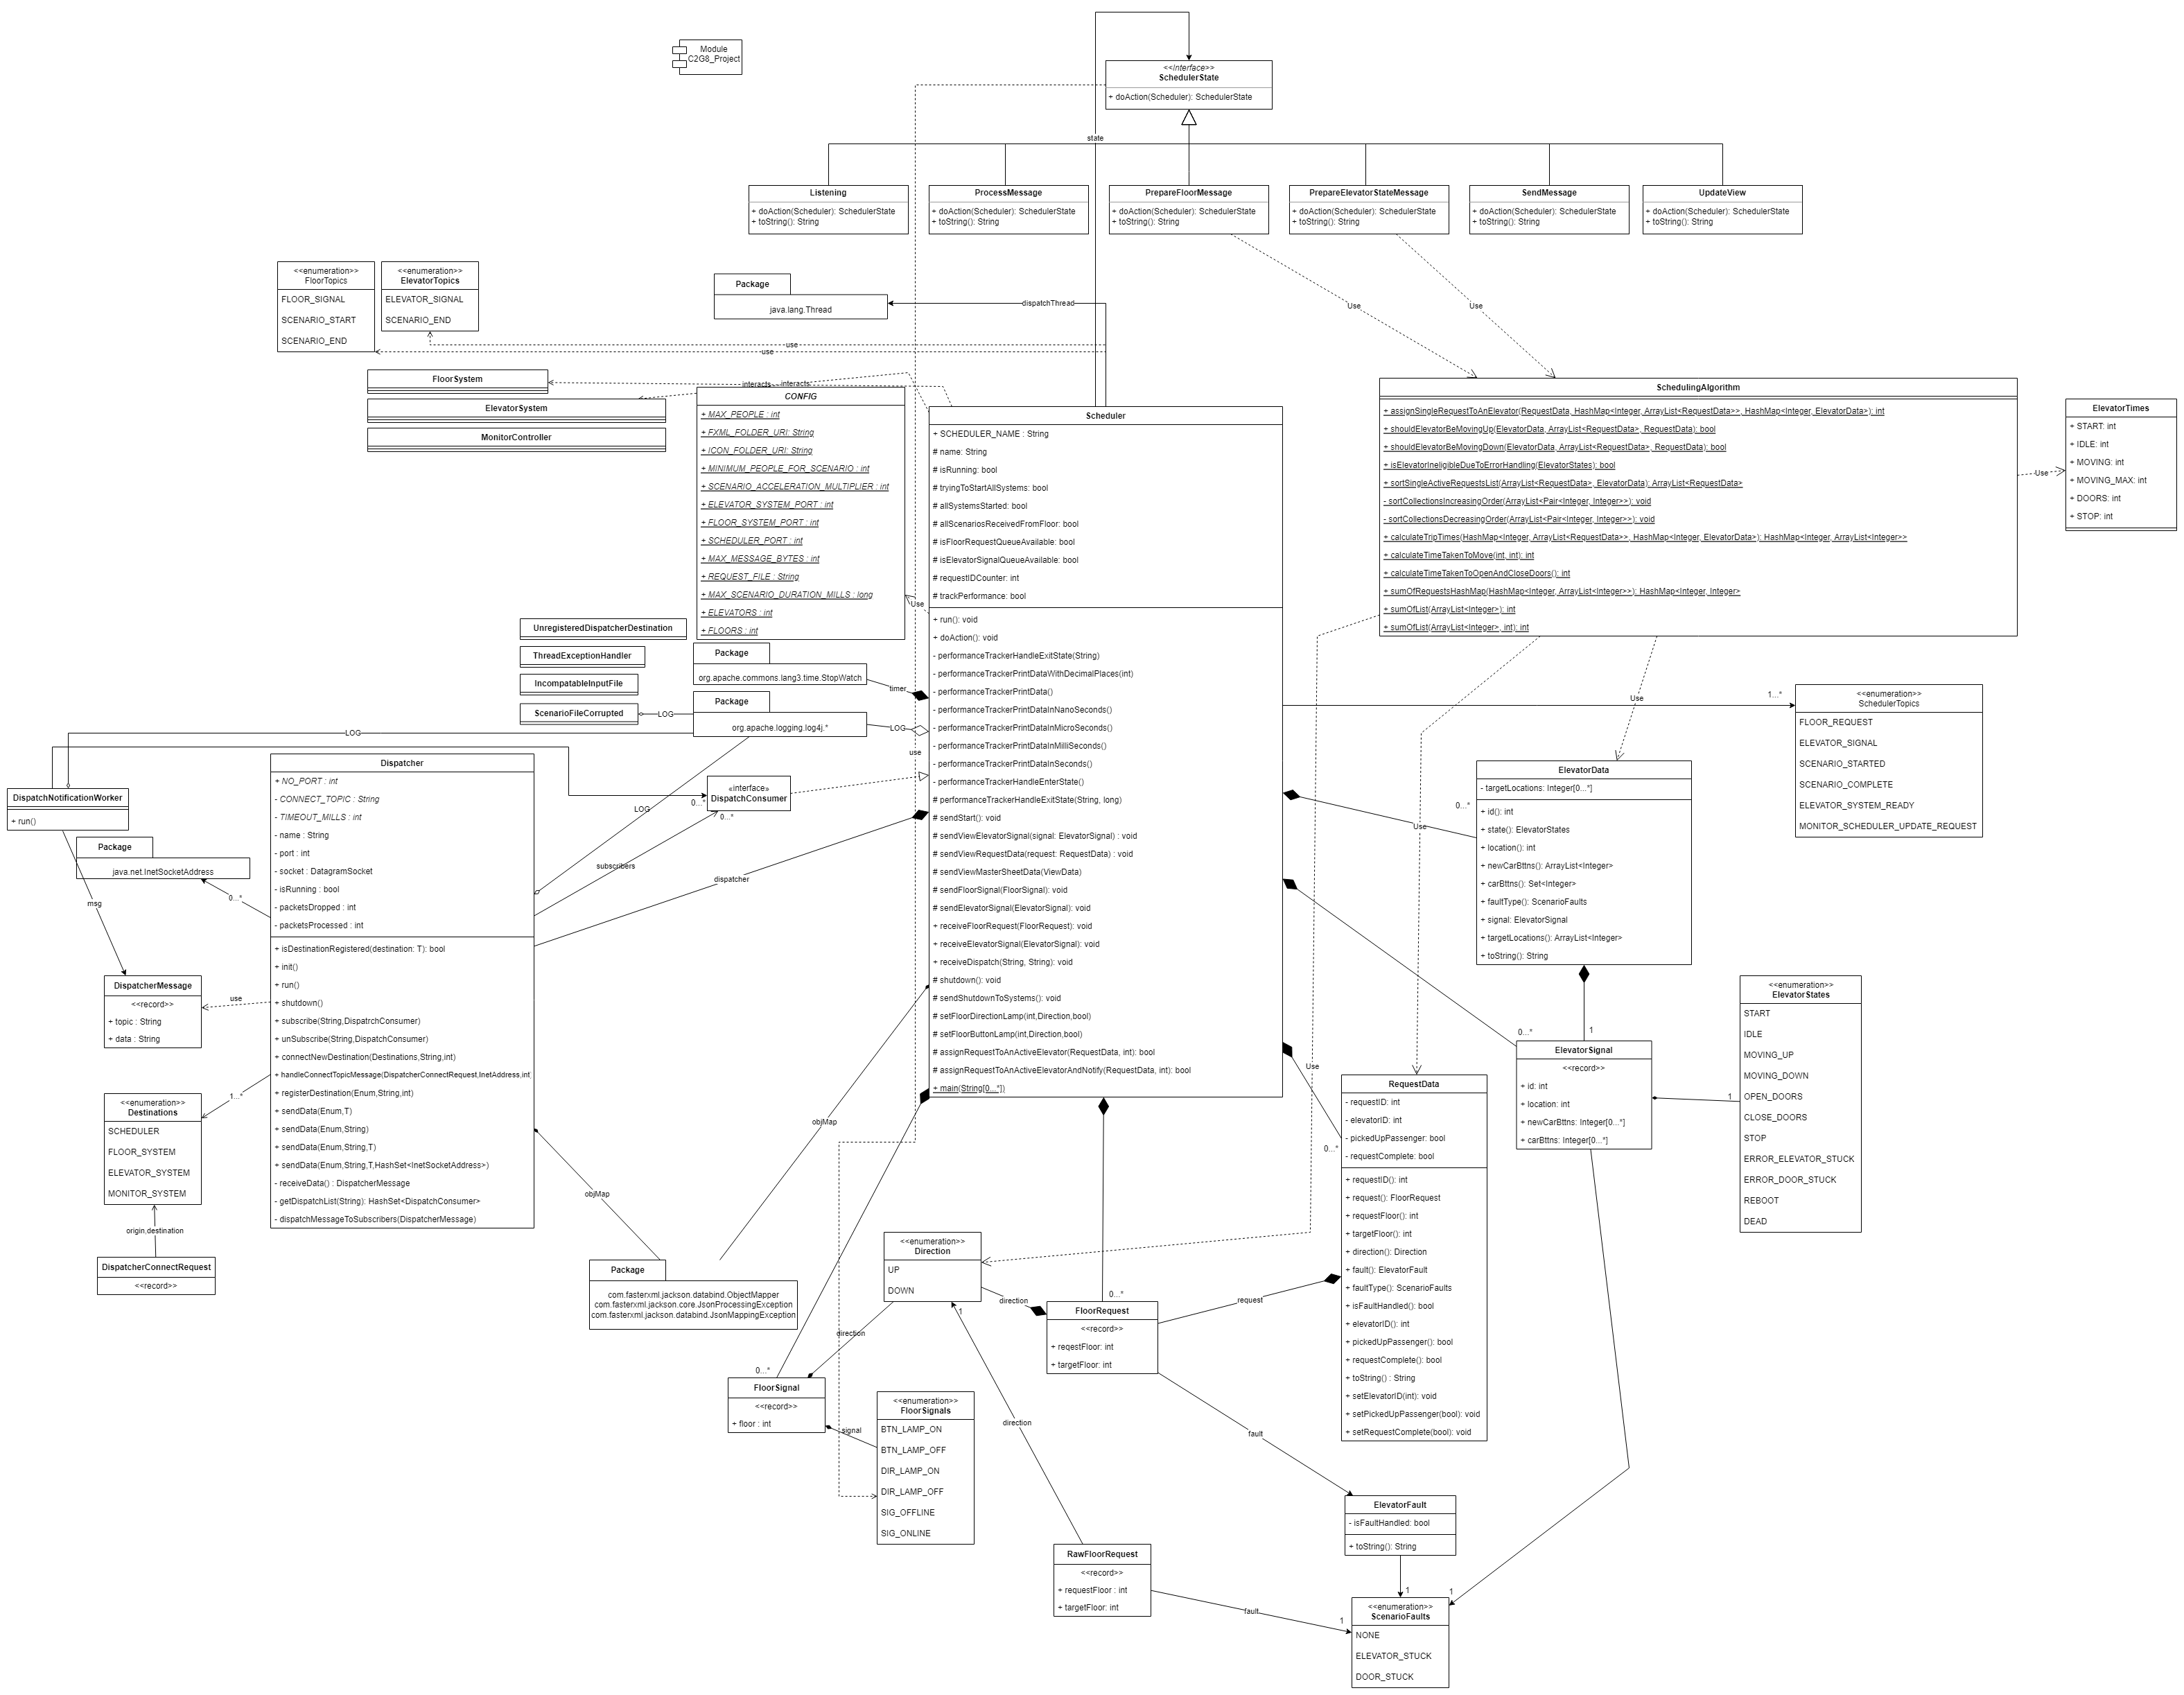 Module
C2G8_Project
<<Interface>>
SchedulerState
+ doAction(Scheduler): SchedulerState
state
Listening
+ doAction(Scheduler): SchedulerState
+ toString(): String
ProcessMessage
+ doAction(Scheduler): SchedulerState
+ toString(): String
PrepareFloorMessage
+ doAction(Scheduler): SchedulerState
+ toString(): String
PrepareElevatorStateMessage
+ doAction(Scheduler): SchedulerState
+ toString(): String
SendMessage
+ doAction(Scheduler): SchedulerState
+ toString(): String
UpdateView
+ doAction(Scheduler): SchedulerState
+ toString(): String
<<enumeration>>
FloorTopics
FLOOR_SIGNAL
SCENARIO_START
SCENARIO_END
<<enumeration>>
ElevatorTopics
ELEVATOR_SIGNAL
SCENARIO_END
Package
java.lang.Thread
dispatchThread
use
use
Use
Use
FloorSystem
ElevatorSystem
MonitorController
interacts
interacts
CONFIG
+ MAX_PEOPLE : int
+ FXML_FOLDER_URI: String
+ ICON_FOLDER_URI: String
+ MINIMUM_PEOPLE_FOR_SCENARIO : int
+ SCENARIO_ACCELERATION_MULTIPLIER : int
+ ELEVATOR_SYSTEM_PORT : int
+ FLOOR_SYSTEM_PORT : int
+ SCHEDULER_PORT : int
+ MAX_MESSAGE_BYTES : int
+ REQUEST_FILE : String
+ MAX_SCENARIO_DURATION_MILLS : long
+ ELEVATORS : int
+ FLOORS : int
Use
Scheduler
+ SCHEDULER_NAME : String
# name: String
# isRunning: bool
# tryingToStartAllSystems: bool
# allSystemsStarted: bool
# allScenariosReceivedFromFloor: bool
# isFloorRequestQueueAvailable: bool
# isElevatorSignalQueueAvailable: bool
# requestIDCounter: int
# trackPerformance: bool
+ run(): void
+ doAction(): void
- performanceTrackerHandleExitState(String)
- performanceTrackerPrintDataWithDecimalPlaces(int)
- performanceTrackerPrintData()
- performanceTrackerPrintDataInNanoSeconds()
- performanceTrackerPrintDataInMicroSeconds()
- performanceTrackerPrintDataInMilliSeconds()
- performanceTrackerPrintDataInSeconds()
- performanceTrackerHandleEnterState()
# performanceTrackerHandleExitState(String, long)
# sendStart(): void
# sendViewElevatorSignal(signal: ElevatorSignal) : void
# sendViewRequestData(request: RequestData) : void
# sendViewMasterSheetData(ViewData)
# sendFloorSignal(FloorSignal): void
# sendElevatorSignal(ElevatorSignal): void
+ receiveFloorRequest(FloorRequest): void
+ receiveElevatorSignal(ElevatorSignal): void
+ receiveDispatch(String, String): void
# shutdown(): void
# sendShutdownToSystems(): void
# setFloorDirectionLamp(int,Direction,bool)
# setFloorButtonLamp(int,Direction,bool)
# assignRequestToAnActiveElevator(RequestData, int): bool
# assignRequestToAnActiveElevatorAndNotify(RequestData, int): bool
+ main(String[0...*])
SchedulingAlgorithm
+ assignSingleRequestToAnElevator(RequestData, HashMap<Integer, ArrayList<RequestData>>, HashMap<Integer, ElevatorData>): int
+ shouldElevatorBeMovingUp(ElevatorData, ArrayList<RequestData>, RequestData): bool
+ shouldElevatorBeMovingDown(ElevatorData, ArrayList<RequestData>, RequestData): bool
+ isElevatorIneligibleDueToErrorHandling(ElevatorStates): bool
+ sortSingleActiveRequestsList(ArrayList<RequestData>, ElevatorData): ArrayList<RequestData>
- sortCollectionsIncreasingOrder(ArrayList<Pair<Integer, Integer>>): void
- sortCollectionsDecreasingOrder(ArrayList<Pair<Integer, Integer>>): void
+ calculateTripTimes(HashMap<Integer, ArrayList<RequestData>>, HashMap<Integer, ElevatorData>): HashMap<Integer, ArrayList<Integer>>
+ calculateTimeTakenToMove(int, int): int
+ calculateTimeTakenToOpenAndCloseDoors(): int
+ sumOfRequestsHashMap(HashMap<Integer, ArrayList<Integer>>): HashMap<Integer, Integer>
+ sumOfList(ArrayList<Integer>): int
+ sumOfList(ArrayList<Integer>, int): int
Use
ElevatorTimes
+ START: int
+ IDLE: int
+ MOVING: int
+ MOVING_MAX: int
+ DOORS: int
+ STOP: int
UnregisteredDispatcherDestination
ThreadExceptionHandler
IncompatableInputFile
ScenarioFileCorrupted
Package
org.apache.commons.lang3.time.StopWatch
timer
Package
org.apache.logging.log4j.*
LOG
LOG
LOG
LOG
use
«interface»
DispatchConsumer
0...*
0...*
subscribers
dispatcher
Use
Use
Use
1...*
<<enumeration>>
SchedulerTopics
FLOOR_REQUEST
ELEVATOR_SIGNAL
SCENARIO_STARTED
SCENARIO_COMPLETE
ELEVATOR_SYSTEM_READY
MONITOR_SCHEDULER_UPDATE_REQUEST
Dispatcher
+ NO_PORT : int
- CONNECT_TOPIC : String
- TIMEOUT_MILLS : int
- name : String
- port : int
- socket : DatagramSocket
- isRunning : bool
- packetsDropped : int
- packetsProcessed : int
+ isDestinationRegistered(destination: T): bool
+ init()
+ run()
+ shutdown()
+ subscribe(String,DispatrchConsumer)
+ unSubscribe(String,DispatchConsumer)
+ connectNewDestination(Destinations,String,int)
+ handleConnectTopicMessage(DispatcherConnectRequest,InetAddress,int)
+ registerDestination(Enum,String,int)
+ sendData(Enum,T)
+ sendData(Enum,String)
+ sendData(Enum,String,T)
+ sendData(Enum,String,T,HashSet<InetSocketAddress>)
- receiveData() : DispatcherMessage
- getDispatchList(String): HashSet<DispatchConsumer>
- dispatchMessageToSubscribers(DispatcherMessage)
DispatchNotificationWorker
+ run()
Package
java.net.InetSocketAddress
0...*
msg
DispatcherMessage
<<record>>
+ topic : String
+ data : String
use
<<enumeration>>
Destinations
SCHEDULER
FLOOR_SYSTEM
ELEVATOR_SYSTEM
MONITOR_SYSTEM
1...*
origin,destination
DispatcherConnectRequest
<<record>>
objMap
objMap
Package
com.fasterxml.jackson.databind.ObjectMapper
com.fasterxml.jackson.core.JsonProcessingException
com.fasterxml.jackson.databind.JsonMappingException
0...*
ElevatorData
- targetLocations: Integer[0...*]
+ id(): int
+ state(): ElevatorStates
+ location(): int
+ newCarBttns(): ArrayList<Integer>
+ carBttns(): Set<Integer>
+ faultType(): ScenarioFaults
+ signal: ElevatorSignal
+ targetLocations(): ArrayList<Integer>
+ toString(): String
0...*
1
ElevatorSignal
<<record>>
+ id: int
+ location: int
+ newCarBttns: Integer[0...*]
+ carBttns: Integer[0...*]
1
<<enumeration>>
ElevatorStates
START
IDLE
MOVING_UP
MOVING_DOWN
OPEN_DOORS
CLOSE_DOORS
STOP
ERROR_ELEVATOR_STUCK
ERROR_DOOR_STUCK
REBOOT
DEAD
0...*
RequestData
- requestID: int
- elevatorID: int
- pickedUpPassenger: bool
- requestComplete: bool
+ requestID(): int
+ request(): FloorRequest
+ requestFloor(): int
+ targetFloor(): int
+ direction(): Direction
+ fault(): ElevatorFault
+ faultType(): ScenarioFaults
+ isFaultHandled(): bool
+ elevatorID(): int
+ pickedUpPassenger(): bool
+ requestComplete(): bool
+ toString() : String
+ setElevatorID(int): void
+ setPickedUpPassenger(bool): void
+ setRequestComplete(bool): void
<<enumeration>>
Direction
UP
DOWN
direction
1
request
0...*
FloorRequest
<<record>>
+ reqestFloor: int
+ targetFloor: int
direction
0...*
FloorSignal
<<record>>
+ floor : int
signal
<<enumeration>>
FloorSignals
BTN_LAMP_ON
BTN_LAMP_OFF
DIR_LAMP_ON
DIR_LAMP_OFF
SIG_OFFLINE
SIG_ONLINE
direction
fault
ElevatorFault
- isFaultHandled: bool
+ toString(): String
RawFloorRequest
<<record>>
+ requestFloor : int
+ targetFloor: int
fault
1
1
1
<<enumeration>>
ScenarioFaults
NONE
ELEVATOR_STUCK
DOOR_STUCK